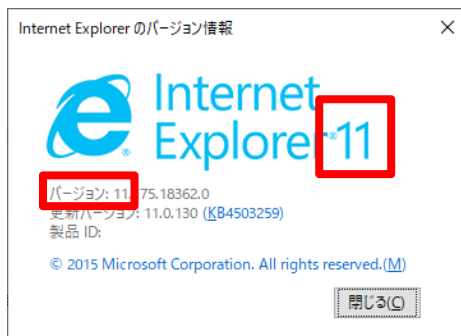 Internet Explorer のバージョン情報
Internet
Explorer 11
バージョン: 11. 75.18362.0
更新バージョン: 11.0.130 (KB4503259)
製品 ID:
© 2015 Microsoft Corporation. All rights reserved.(M)
閉じる(C)